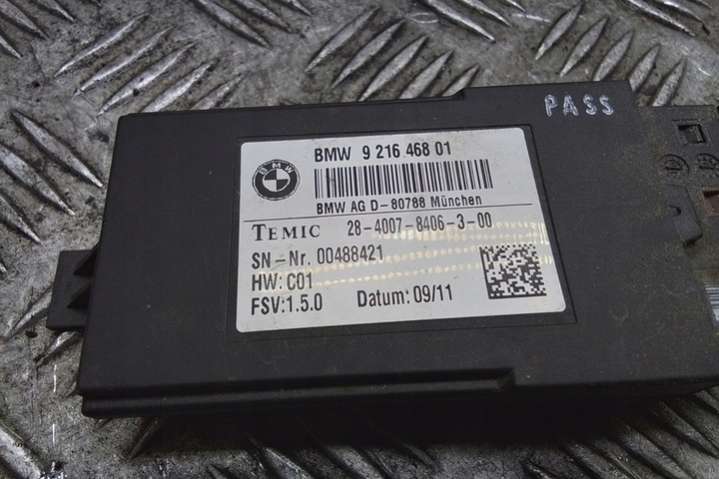 PASS
BMW
BMW 9 216 468 01
BMW AG D-80788 München
TEMIC 28-4007-8406-3-00
SN-Nr. 00488421
HW: C01
FSV:1.5.0 Datum: 09/11